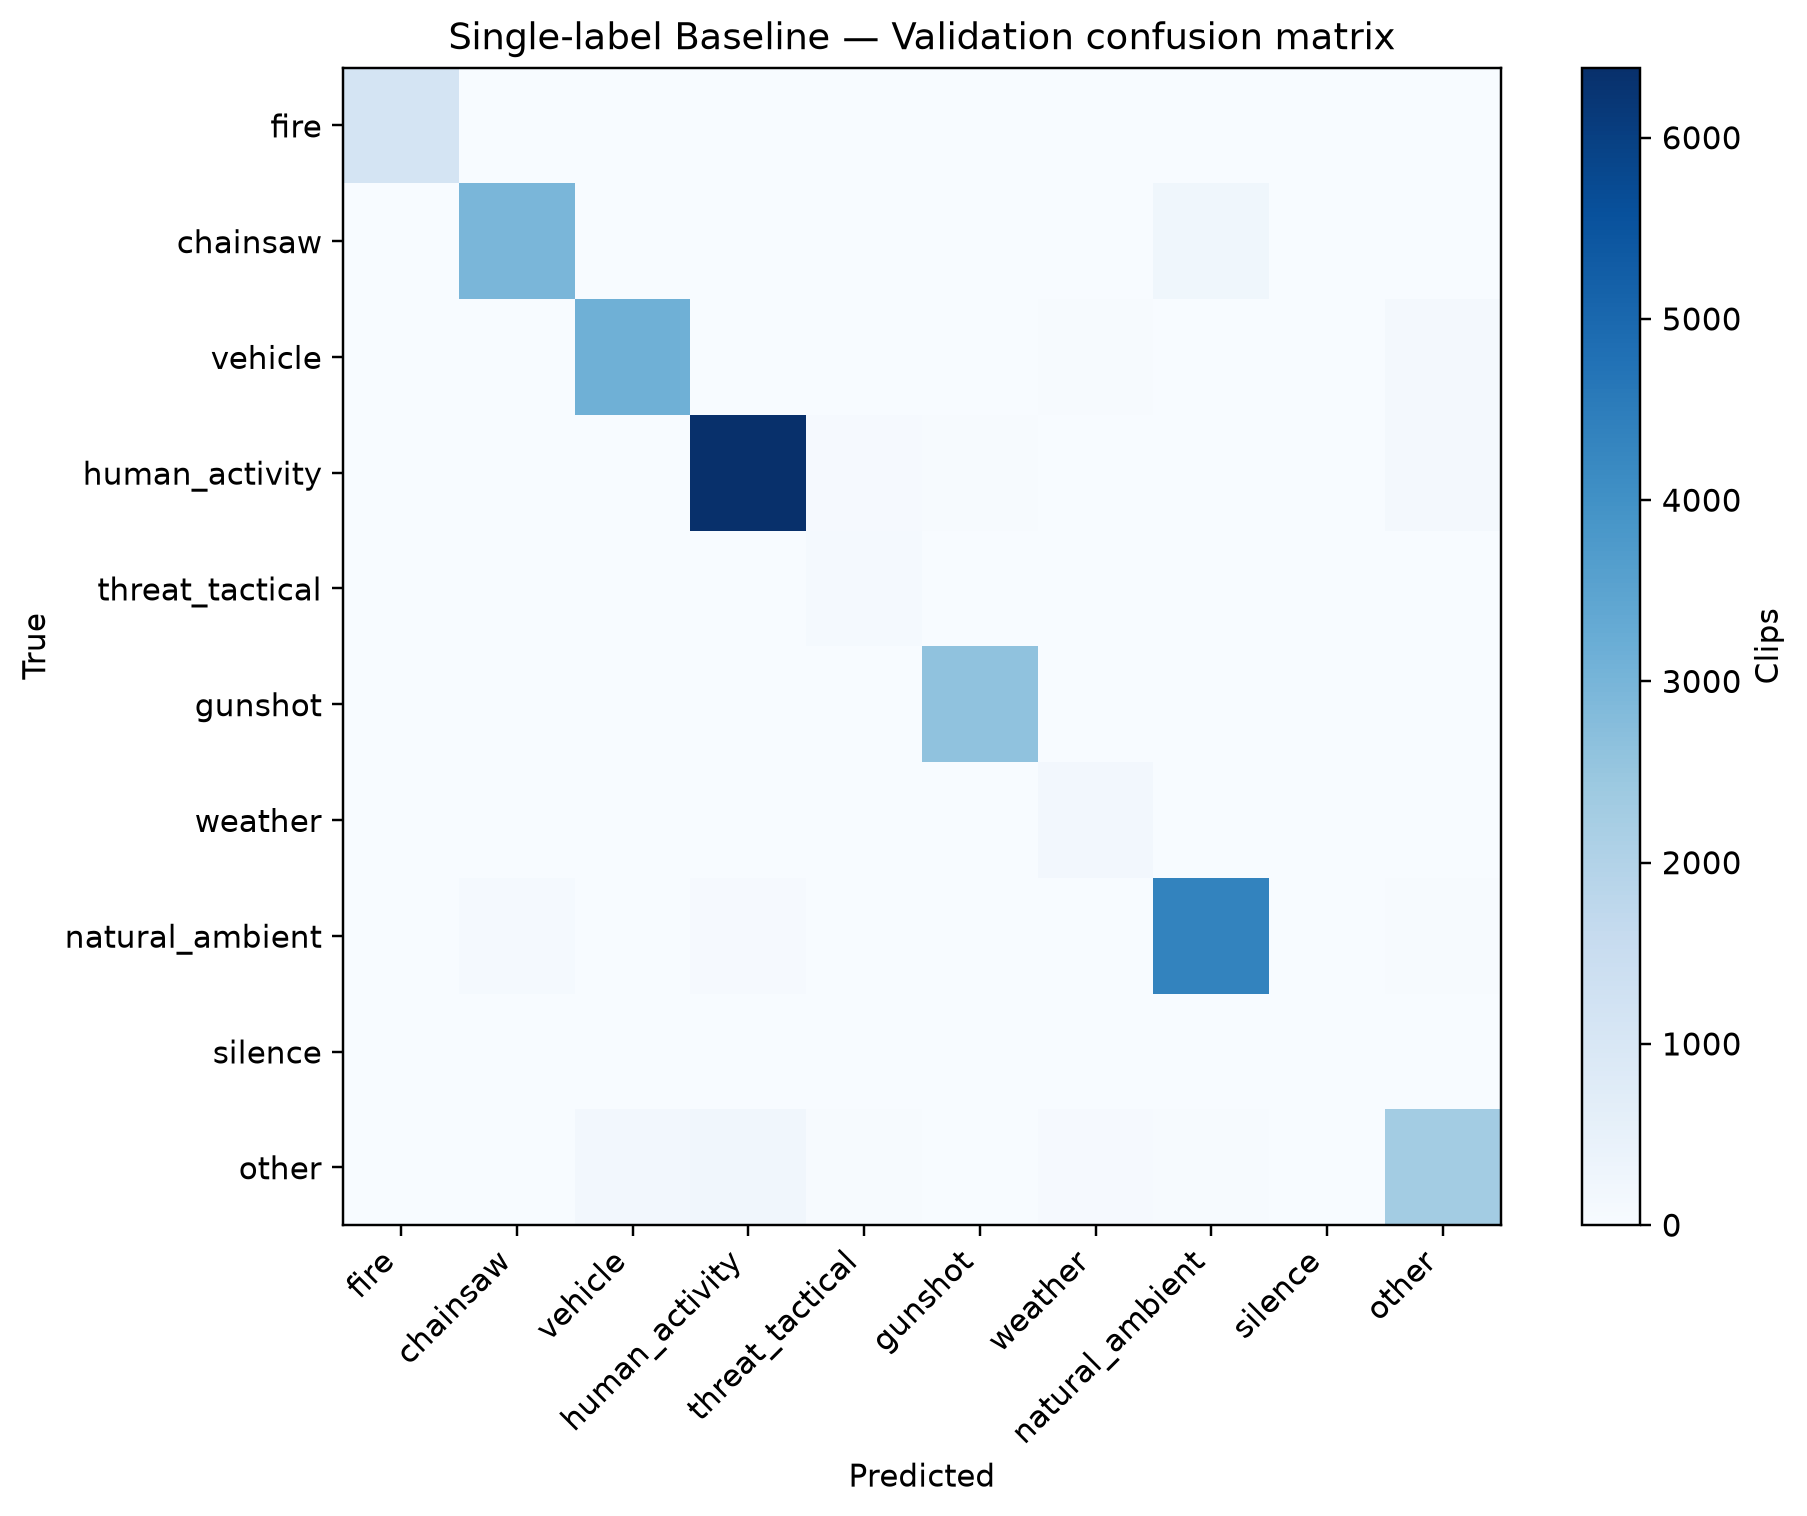 Single-label Baseline — Validation confusion matrix
True
fire
chainsaw
vehicle
human_activity
threat_tactical
gunshot
weather
natural_ambient
silence
other
fire
chainsaw
vehicle
human_activity
threat_tactical
gunshot
weather
natural_ambient
silence
other
Predicted
6000
5000
4000
3000
2000
1000
0
Clips